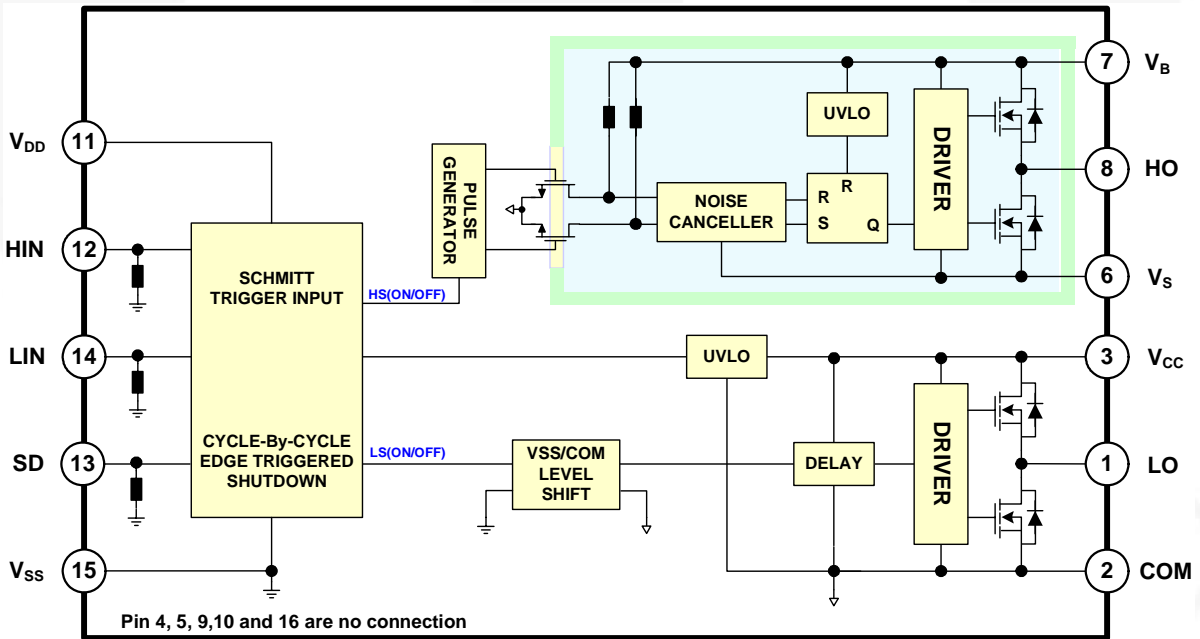 7 VB
VDD 11
UVLO
DRIVER
PULSE
GENERATOR
8 HO
R
R
S Q
NOISE
CANCELLER
HIN 12
SCHMITT
TRIGGER INPUT
HS(ON/OFF)
6 VS
LIN 14
UVLO
3 VCC
SD 13
CYCLE-By-CYCLE
EDGE TRIGGERED
SHUTDOWN
LS(ON/OFF)
VSS/COM
LEVEL
SHIFT
DELAY
DRIVER
1 LO
VSS 15
2 COM
Pin 4, 5, 9,10 and 16 are no connection